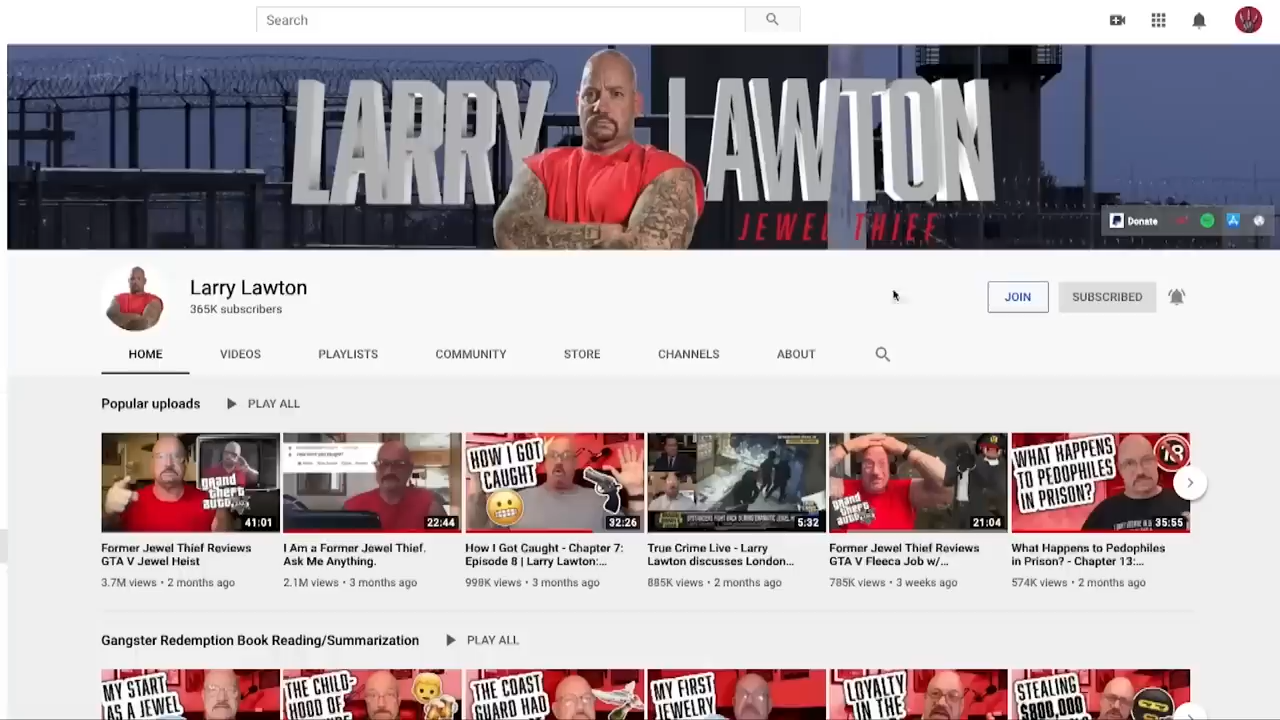 Search
LARRY LAWTON
JEWEL THIEF
Donate
Larry Lawton
365K subscribers
JOIN
SUBSCRIBED
HOME
VIDEOS
PLAYLISTS
COMMUNITY
STORE
CHANNELS
ABOUT
Popular uploads
PLAY ALL
grand
theft
auto
41:01
22:44
HOW I GOT
CAUGHT
32:26
5:32
grand
theft
auto
21:04
WHAT HAPPENS
TO PEDOPHILES
IN PRISON?
18
35:55
Former Jewel Thief Reviews
GTA V Jewel Heist
3.7M views • 2 months ago
I Am a Former Jewel Thief.
Ask Me Anything.
2.1M views • 3 months ago
How I Got Caught - Chapter 7:
Episode 8 | Larry Lawton:...
998K views • 3 months ago
True Crime Live - Larry
Lawton discusses London...
885K views • 2 months ago
Former Jewel Thief Reviews
GTA V Fleeca Job w/...
785K views • 3 weeks ago
What Happens to Pedophiles
in Prison? - Chapter 13:...
574K views • 2 months ago
Gangster Redemption Book Reading/Summarization
PLAY ALL
MY START
AS A JEWEL
THE CHILD-
HOOD OF
THE COAST
GUARD HAD
MY FIRST
JEWELRY
LOYALTY
IN THE
STEALING
$800,000